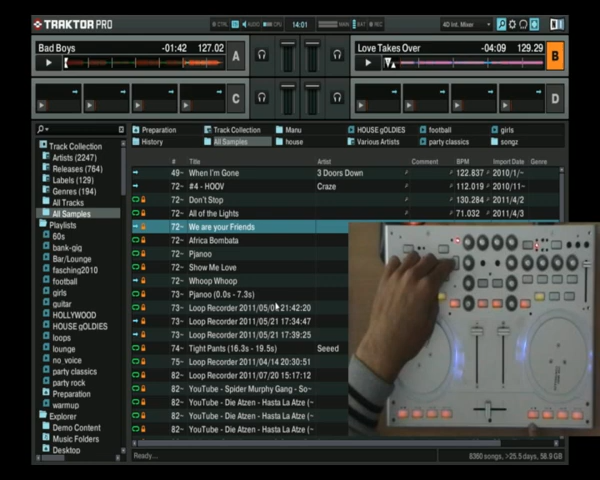 TRAKTOR PRO
CTRL AUDIO CPU 14:01 MAIN BAT REC 4D Int. Mixer
Bad Boys -01:42 127.02 A
Love Takes Over -04:09 129.29 B
C D
Preparation Track Collection Manu HOUSE gOLDIES football girls
History All Samples house Various Artists party classics songz
# Title Artist Comment BPM Import Date Genre
Track Collection
Artists (2247)
Releases (764)
Labels (129)
Genres (194)
All Tracks
All Samples
Playlists
60s
bank-gig
Bar/Lounge
fasching2010
football
girls
guitar
HOLLYWOOD
HOUSE gOLDIES
loops
lounge
no_voice
party classics
party rock
Preparation
warmup
Explorer
Demo Content
Music Folders
Desktop
49~ When I'm Gone 3 Doors Down 122.837 2010/1/~
72~ #4 - HOOV Craze 112.019 2010/11~
72~ Don't Stop 130.284 2011/4/2
72~ All of the Lights 71.032 2011/4/3
72~ We are your Friends
72~ Africa Bombata
72~ Pjanoo
72~ Show Me Love
72~ Whoop Whoop
73~ Pjanoo (0.0s - 7.3s)
73~ Loop Recorder 2011/05/0 21:42:20
73~ Loop Recorder 2011/05/21 17:34:47
73~ Loop Recorder 2011/05/21 17:39:25
74~ Tight Pants (16.3s - 19.5s) Seeed
75~ Loop Recorder 2011/04/14 20:30:51
82~ Loop Recorder 2011/07/20 15:17:12
82~ YouTube - Spider Murphy Gang - So~
82~ YouTube - Die Atzen - Hasta La Atze (~
82~ YouTube - Die Atzen - Hasta La Atze (~
82~ YouTube - Die Atzen - Hasta La Atze (~
Ready...
8360 songs, >25.5 days, 58.9 GB